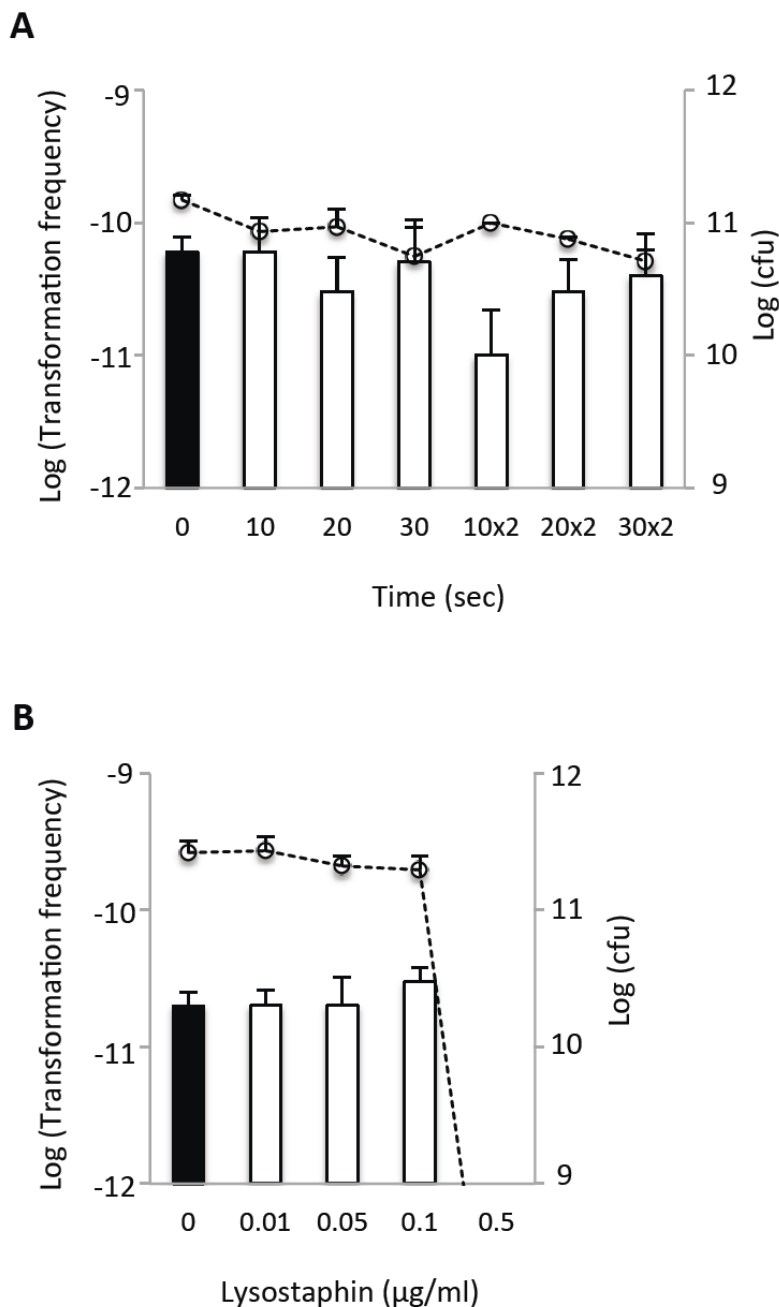 A
Log (Transformation frequency)
-9
-10
-11
-12
12
11
10
9
Log (cfu)
0 10 20 30 10x2 20x2 30x2
Time (sec)
B
Log (Transformation frequency)
-9
-10
-11
-12
12
11
10
9
Log (cfu)
0 0.01 0.05 0.1 0.5
Lysostaphin (µg/ml)